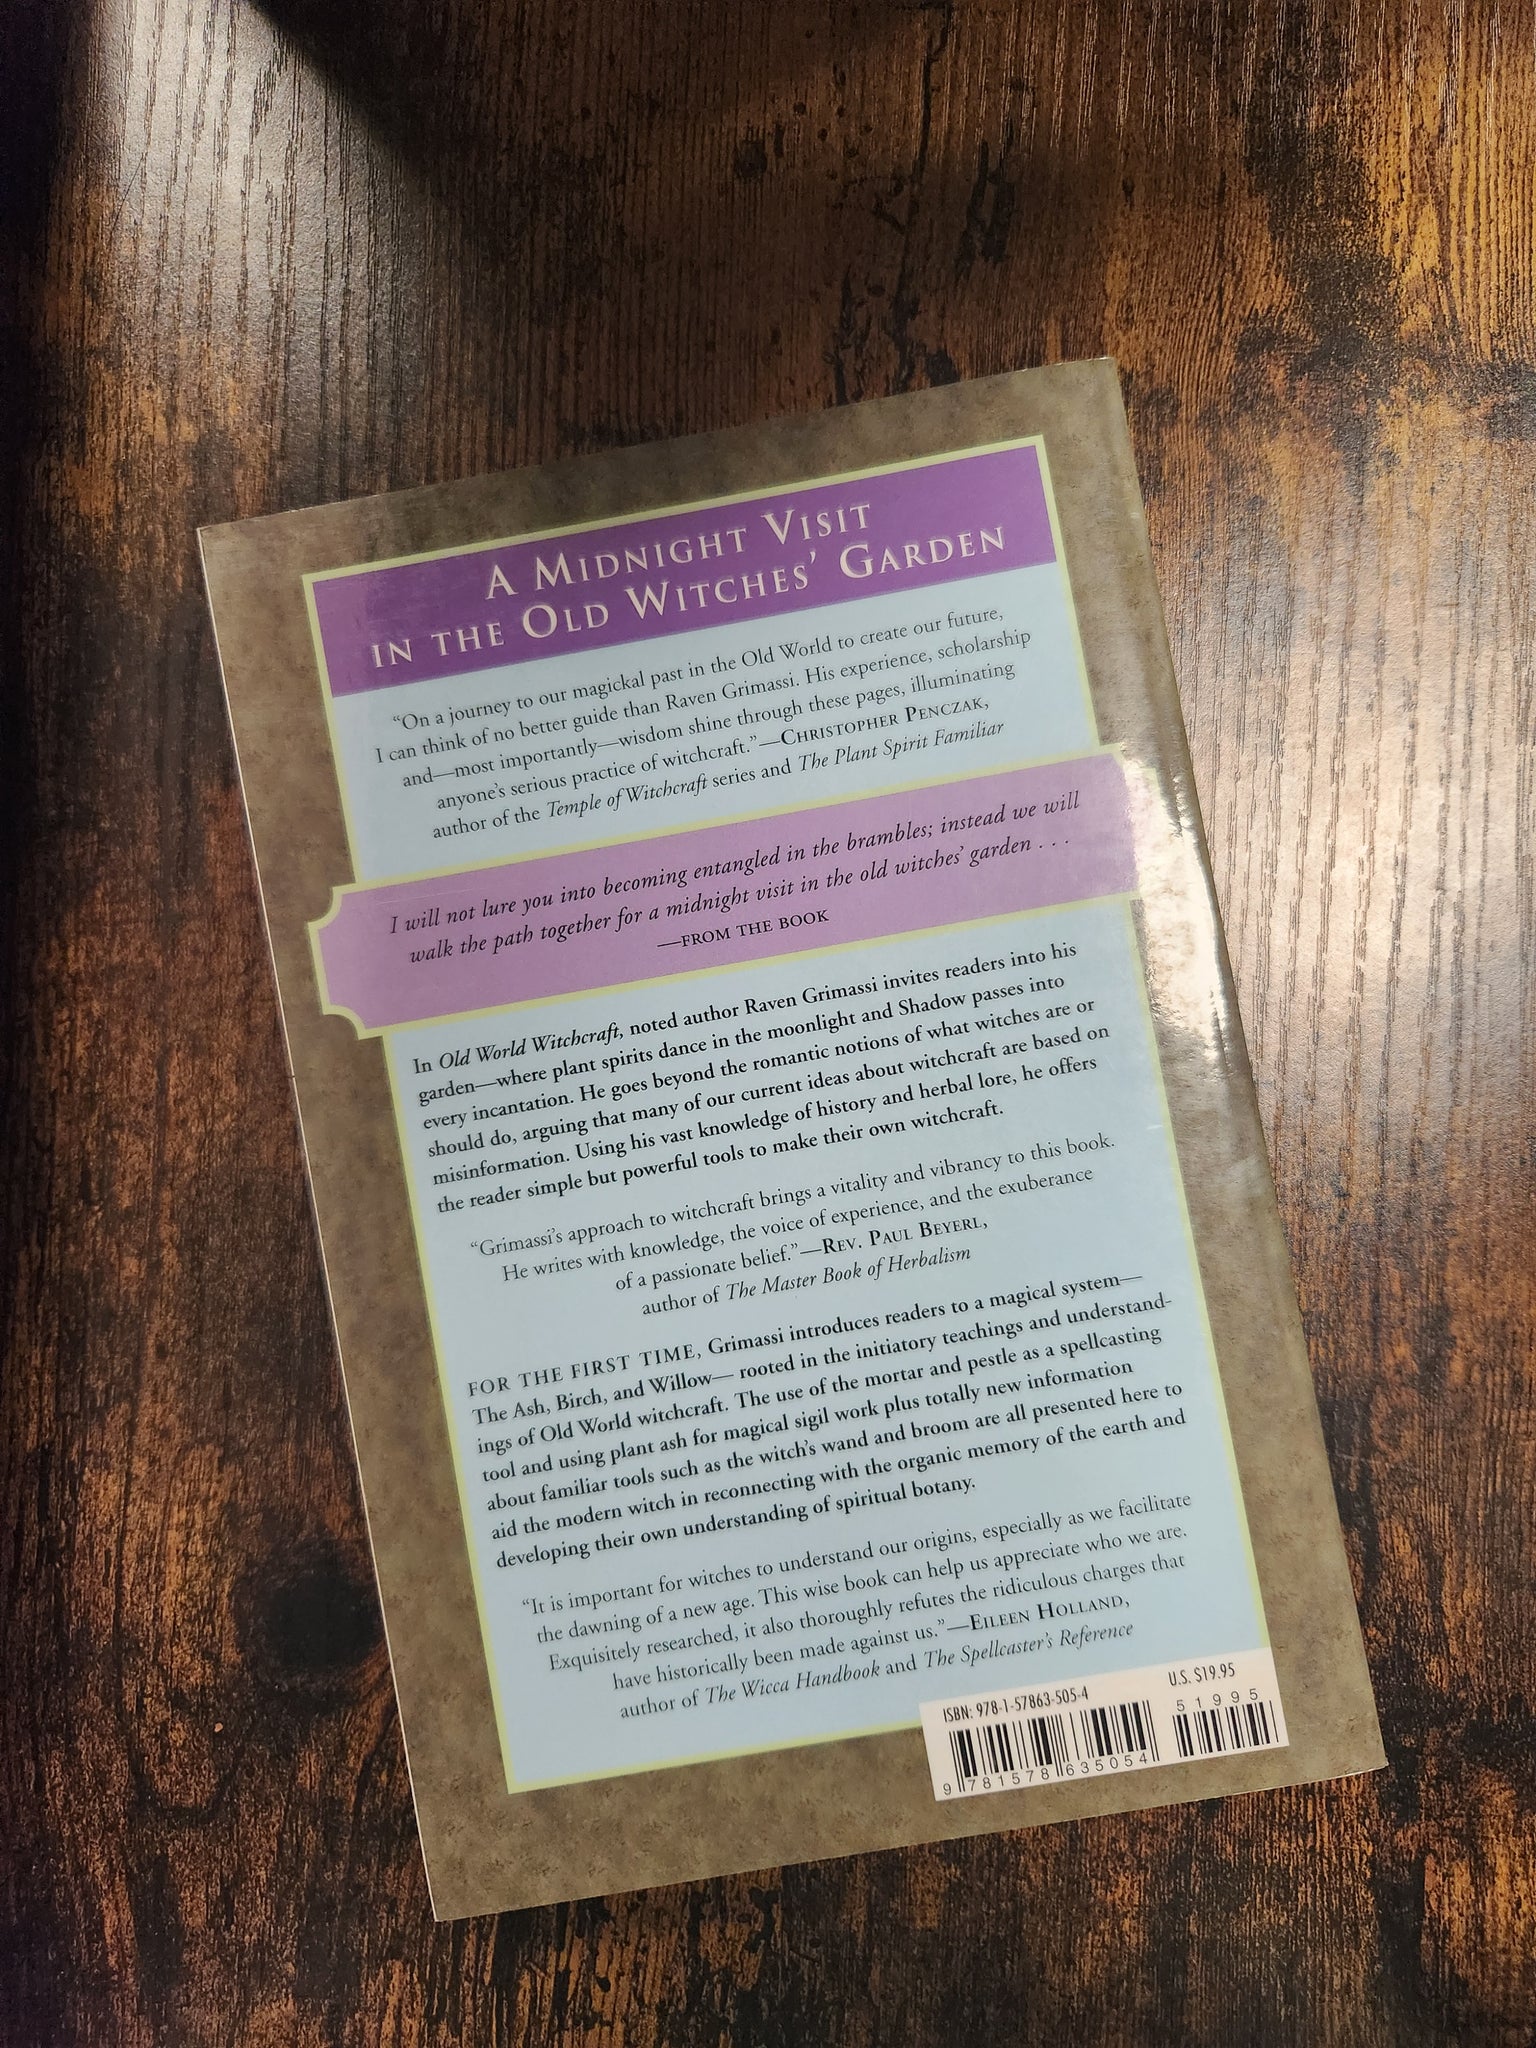 A Midnight Visit
in the Old Witches’ Garden
“On a journey to our magickal past in the Old World to create our future,
I can think of no better guide than Raven Grimassi. His experience, scholarship
and—most importantly—wisdom shine through these pages, illuminating
anyone’s serious practice of witchcraft.”—Christopher Penczak,
author of the Temple of Witchcraft series and The Plant Spirit Familiar
I will not lure you into becoming entangled in the brambles; instead we will
walk the path together for a midnight visit in the old witches’ garden . . .
—FROM THE BOOK
In Old World Witchcraft, noted author Raven Grimassi invites readers into his
garden—where plant spirits dance in the moonlight and Shadow passes into
every incantation. He goes beyond the romantic notions of what witches are or
should do, arguing that many of our current ideas about witchcraft are based on
misinformation. Using his vast knowledge of history and herbal lore, he offers
the reader simple but powerful tools to make their own witchcraft.
“Grimassi’s approach to witchcraft brings a vitality and vibrancy to this book.
He writes with knowledge, the voice of experience, and the exuberance
of a passionate belief.”—Rev. Paul Beyerl,
author of The Master Book of Herbalism
FOR THE FIRST TIME, Grimassi introduces readers to a magical system—
The Ash, Birch, and Willow— rooted in the initiatory teachings and understand-
ings of Old World witchcraft. The use of the mortar and pestle as a spellcasting
tool and using plant ash for magical sigil work plus totally new information
about familiar tools such as the witch’s wand and broom are all presented here to
aid the modern witch in reconnecting with the organic memory of the earth and
developing their own understanding of spiritual botany.
“It is important for witches to understand our origins, especially as we facilitate
the dawning of a new age. This wise book can help us appreciate who we are.
Exquisitely researched, it also thoroughly refutes the ridiculous charges that
have historically been made against us.”—Eileen Holland,
author of The Wicca Handbook and The Spellcaster’s Reference
ISBN: 978-1-57863-505-4 U.S. $19.95
51995
9 781578 635054